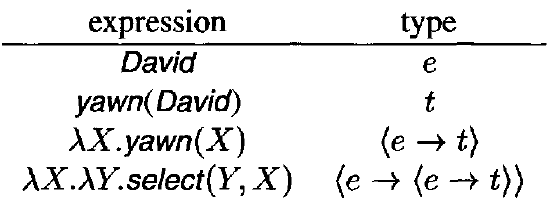 expression type
David e
yawn(David) t
λX.yawn(X) ⟨e → t⟩
λX.λY.select(Y, X) ⟨e → ⟨e → t⟩⟩